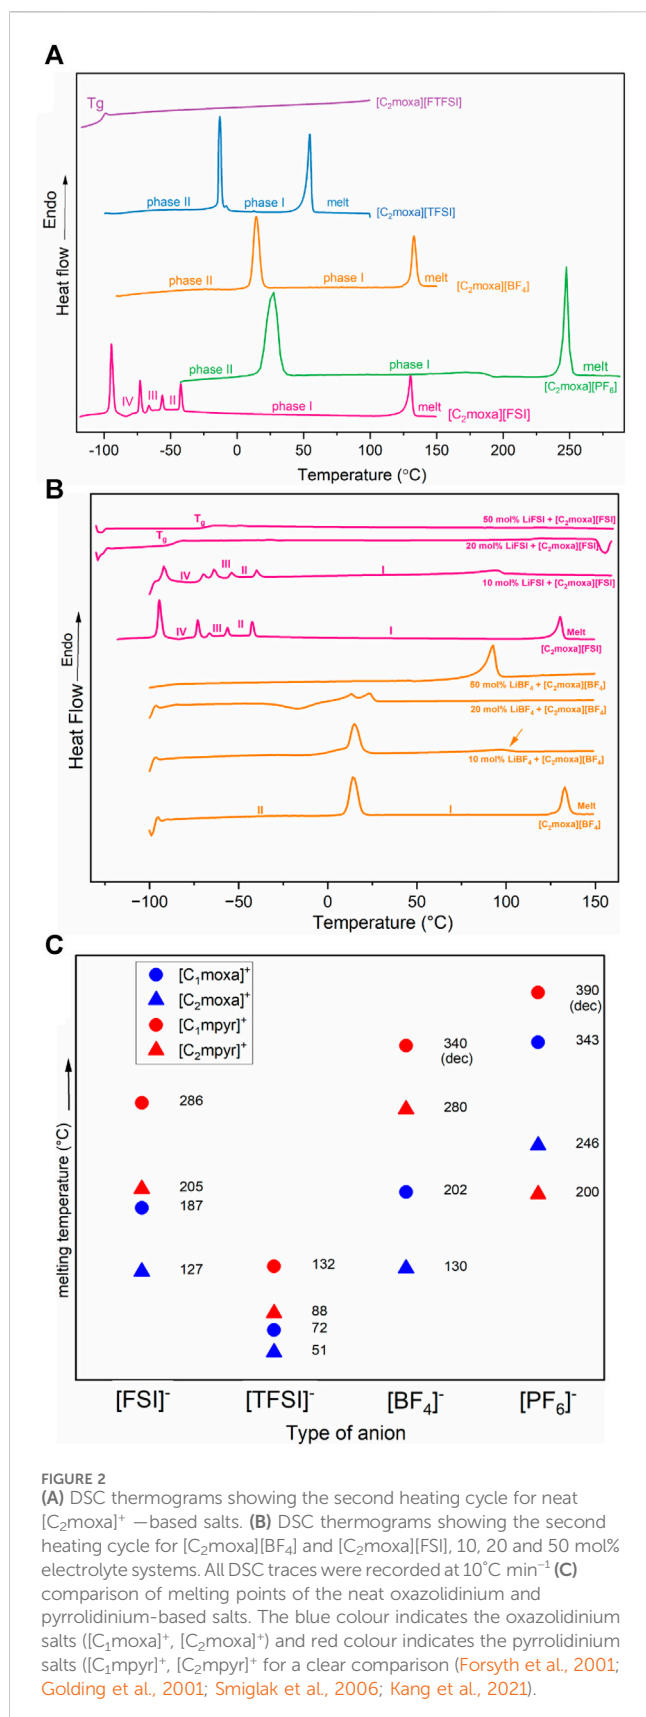 A
Tg
[C₂moxa][FTFSI]
phase II
phase I
melt
[C₂moxa][TFSI]
phase II
phase I
melt
[C₂moxa][BF₄]
phase II
phase I
melt
[C₂moxa][PF₆]
IV
III
II
phase I
melt
[C₂moxa][FSI]
Heat flow
Endo
-100
-50
0
50
100
150
200
250
Temperature (°C)
B
Tg
50 mol% LiFSI + [C₂moxa][FSI]
Tg
20 mol% LiFSI + [C₂moxa][FSI]
IV
III
II
I
10 mol% LiFSI + [C₂moxa][FSI]
IV
III
II
I
Melt
[C₂moxa][FSI]
50 mol% LiBF₄ + [C₂moxa][BF₄]
20 mol% LiBF₄ + [C₂moxa][BF₄]
10 mol% LiBF₄ + [C₂moxa][BF₄]
II
I
Melt
[C₂moxa][BF₄]
Heat Flow
Endo
−100
−50
0
50
100
150
Temperature (°C)
C
[C₁moxa]⁺
[C₂moxa]⁺
[C₁mpyr]⁺
[C₂mpyr]⁺
390
(dec)
340
(dec)
343
286
280
246
205
187
202
200
132
127
130
88
72
51
melting temperature (°C)
[FSI]⁻
[TFSI]⁻
[BF₄]⁻
[PF₆]⁻
Type of anion
FIGURE 2
(A) DSC thermograms showing the second heating cycle for neat
[C₂moxa]⁺ —based salts. (B) DSC thermograms showing the second
heating cycle for [C₂moxa][BF₄] and [C₂moxa][FSI], 10, 20 and 50 mol%
electrolyte systems. All DSC traces were recorded at 10°C min⁻¹ (C)
comparison of melting points of the neat oxazolidinium and
pyrrolidinium-based salts. The blue colour indicates the oxazolidinium
salts ([C₁moxa]⁺, [C₂moxa]⁺) and red colour indicates the pyrrolidinium
salts ([C₁mpyr]⁺, [C₂mpyr]⁺ for a clear comparison (Forsyth et al., 2001;
Golding et al., 2001; Smiglak et al., 2006; Kang et al., 2021).